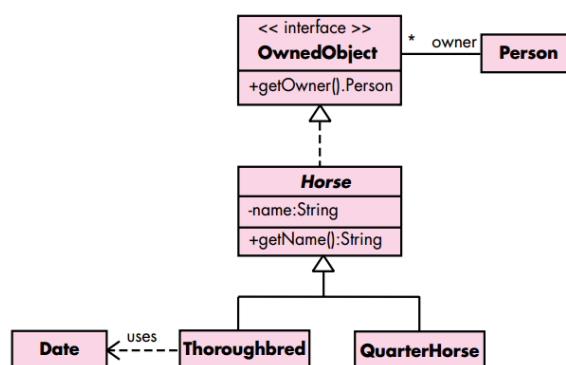 << interface >>
OwnedObject
* owner
Person
+getOwner().Person
Horse
-name:String
+getName():String
uses
Date
Thoroughbred
QuarterHorse